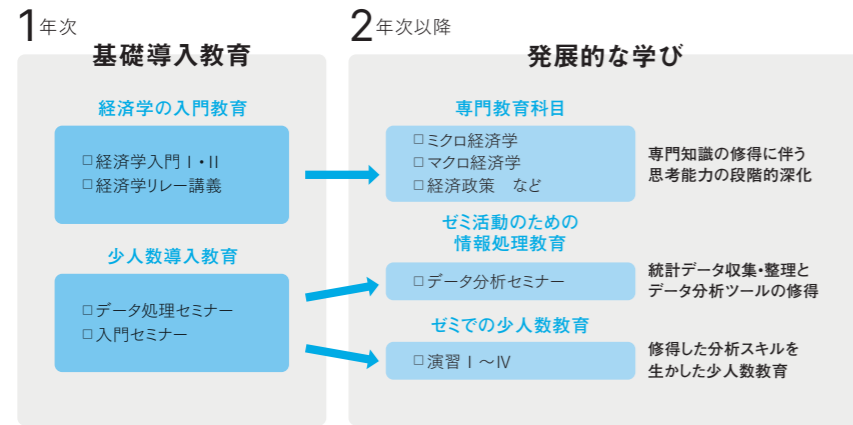 1年次
基礎導入教育
経済学の入門教育
□経済学入門Ⅰ・Ⅱ
□経済学リレー講義
少人数導入教育
□データ処理セミナー
□入門セミナー
2年次以降
発展的な学び
専門教育科目
□ミクロ経済学
□マクロ経済学
□経済政策　など
専門知識の修得に伴う
思考能力の段階的深化
ゼミ活動のための
情報処理教育
□データ分析セミナー
統計データ収集・整理と
データ分析ツールの修得
ゼミでの少人数教育
□演習Ⅰ～Ⅳ
修得した分析スキルを
生かした少人数教育